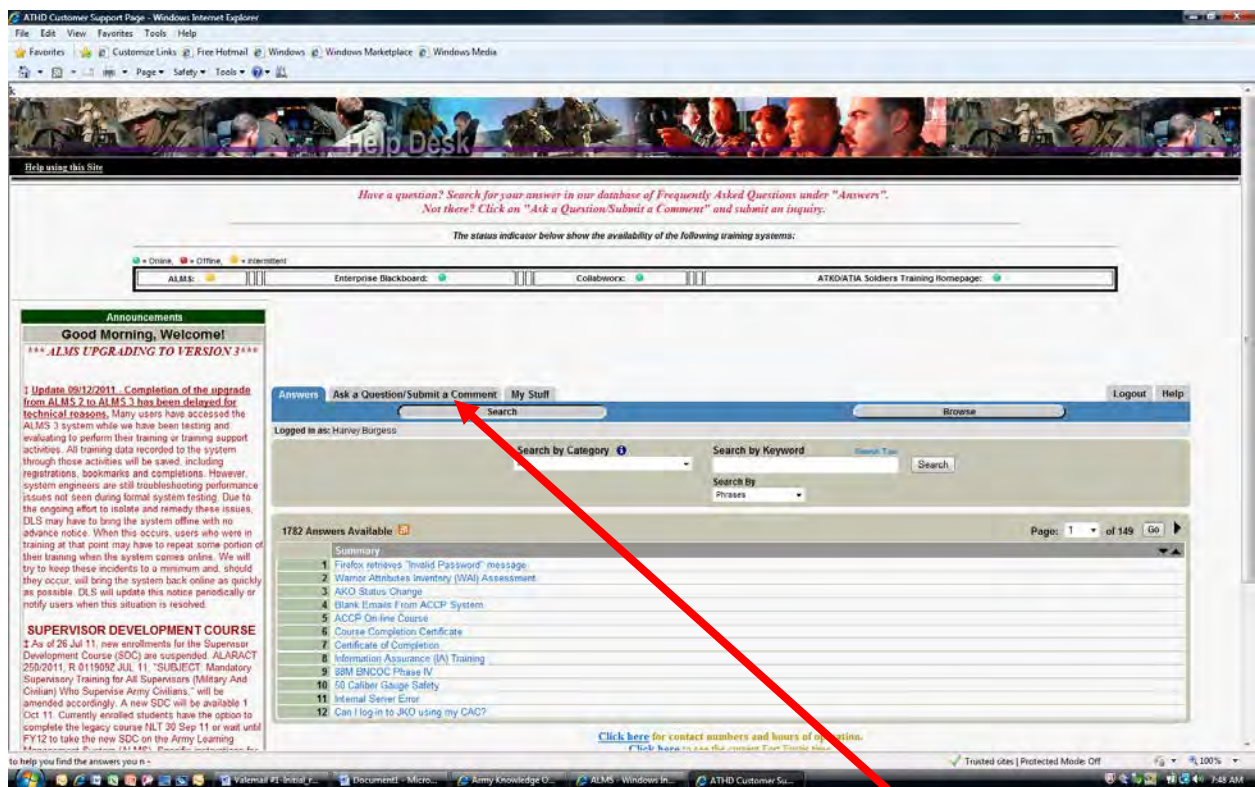 ATHD Customer Support Page - Windows Internet Explorer
File Edit View Favorites Tools Help
Favorites Customize Links Free Hotmail Windows Windows Marketplace Windows Media
Page Safety Tools
k
Help Desk
Help using this Site
Have a question? Search for your answer in our database of Frequently Asked Questions under "Answers".
Not there? Click on "Ask a Question/Submit a Comment" and submit an inquiry.
The status indicator below show the availability of the following training systems:
= Online, = Offline, = Intermittent
ALMS: Enterprise Blackboard: Collabworx: ATKD/ATIA Soldiers Training Homepage:
Announcements
Good Morning, Welcome!
*** ALMS UPGRADING TO VERSION 3***
‡ Update 09/12/2011 - Completion of the upgrade
from ALMS 2 to ALMS 3 has been delayed for
technical reasons. Many users have accessed the
ALMS 3 system while we have been testing and
evaluating to perform their training or training support
activities. All training data recorded to the system
through those activities will be saved, including
registrations, bookmarks and completions. However,
system engineers are still troubleshooting performance
issues not seen during formal system testing. Due to
the ongoing effort to isolate and remedy these issues,
DLS may have to bring the system offline with no
advance notice. When this occurs, users who were in
training at that point may have to repeat some portion of
their training when the system comes online. We will
try to keep these incidents to a minimum and, should
they occur, will bring the system back online as quickly
as possible. DLS will update this notice periodically or
notify users when this situation is resolved.
SUPERVISOR DEVELOPMENT COURSE
‡ As of 26 Jul 11, new enrollments for the Supervisor
Development Course (SDC) are suspended. ALARACT
250/2011, R 011909Z JUL 11, "SUBJECT: Mandatory
Supervisory Training for All Supervisors (Military And
Civilian) Who Supervise Army Civilians," will be
amended accordingly. A new SDC will be available 1
Oct 11. Currently enrolled students have the option to
complete the legacy course NLT 30 Sep 11 or wait until
FY12 to take the new SDC on the Army Learning
Answers Ask a Question/Submit a Comment My Stuff Logout Help
Search Browse
Logged in as: Harvey Burgess
Search by Category Search by Keyword Search Tips
Search
Search By
Phrases
1782 Answers Available Page: 1 of 149 Go
Summary
1 Firefox retrieves "Invalid Password" message
2 Warrior Attributes Inventory (WAI) Assessment
3 AKO Status Change
4 Blank Emails From ACCP System
5 ACCP On-line Course
6 Course Completion Certificate
7 Certificate of Completion
8 Information Assurance (IA) Training
9 88M BNCOC Phase IV
10 50 Caliber Gauge Safety
11 Internal Server Error
12 Can I log in to JKO using my CAC?
Click here for contact numbers and hours of operation.
Click here to see the current Fort Eustis time
to help you find the answers you n - Trusted sites | Protected Mode: Off 100%
Valemail #1-Initial_r... Document1 - Micro... Army Knowledge O... ALMS - Windows In... ATHD Customer Su... 7:48 AM